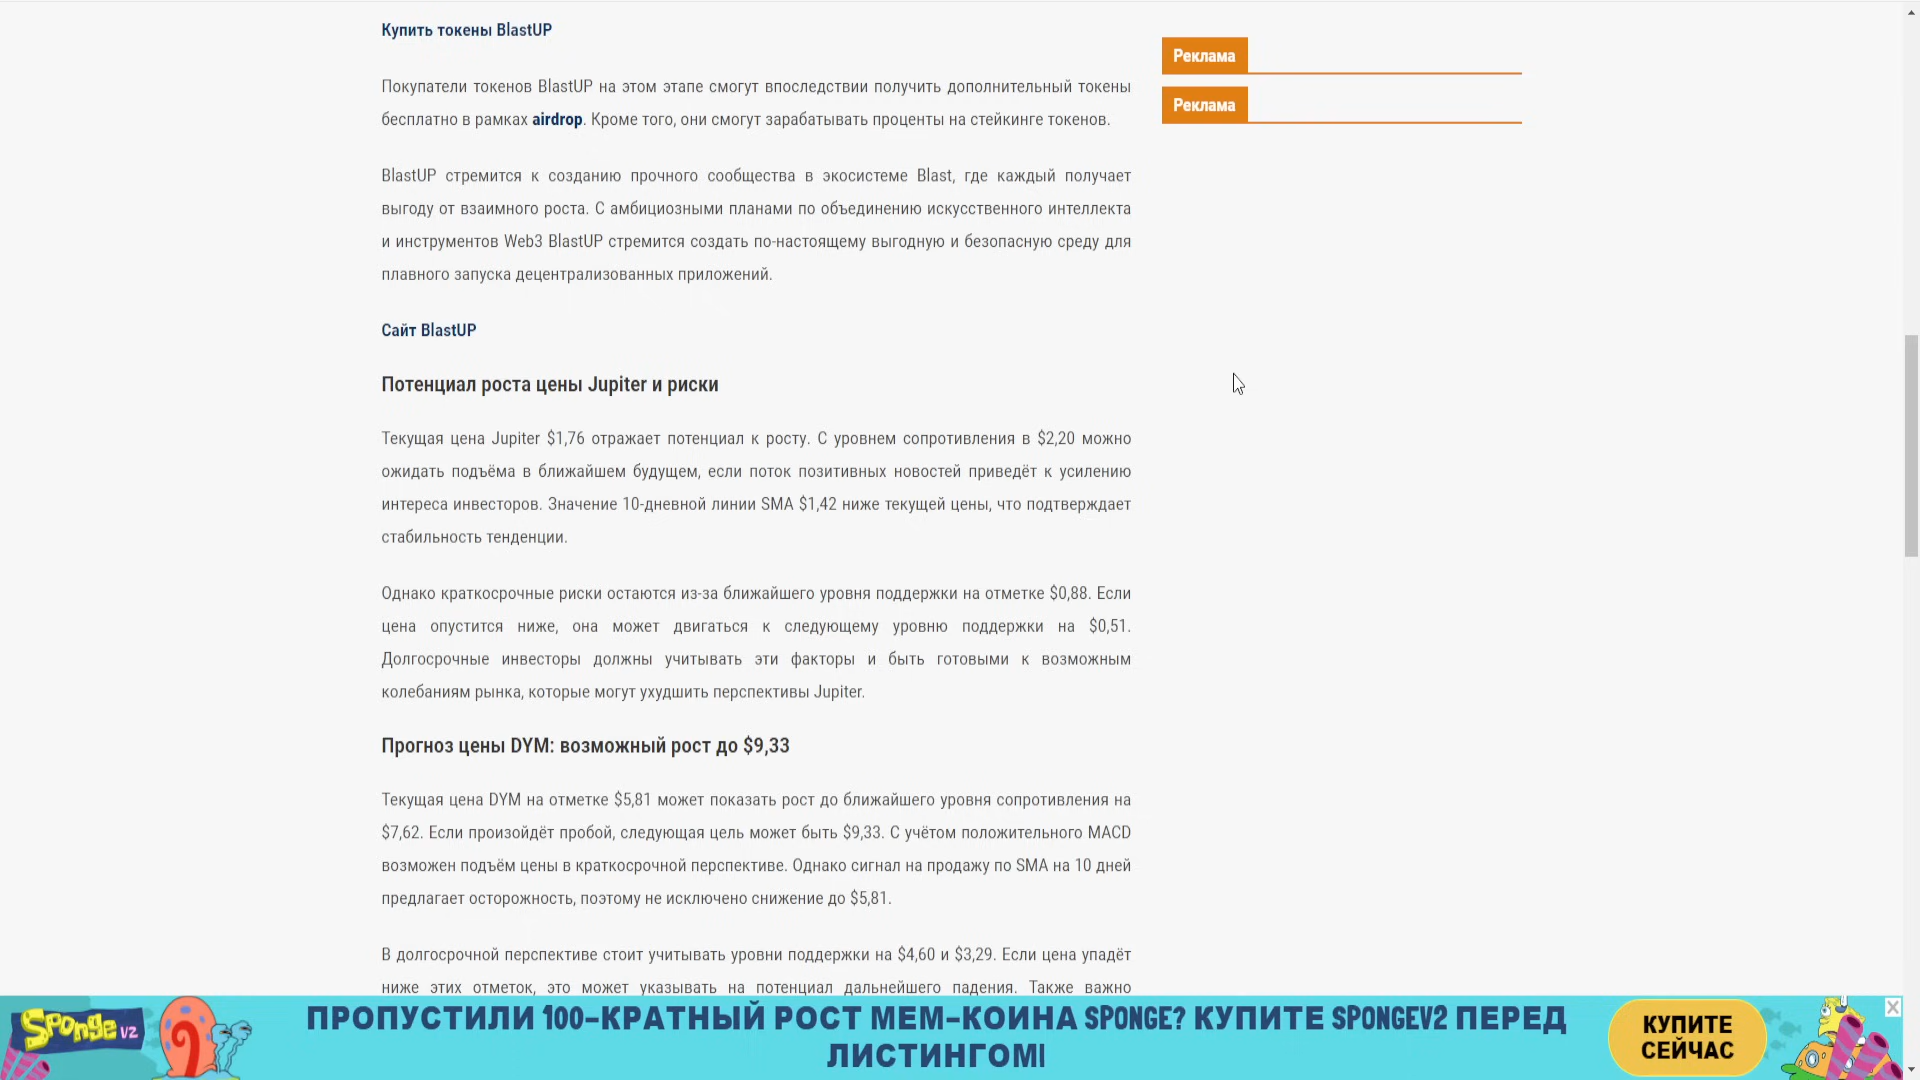 Купить токены BlastUP
Покупатели токенов BlastUP на этом этапе смогут впоследствии получить дополнительный токены
бесплатно в рамках airdrop. Кроме того, они смогут зарабатывать проценты на стейкинге токенов.
BlastUP стремится к созданию прочного сообщества в экосистеме Blast, где каждый получает
выгоду от взаимного роста. С амбициозными планами по объединению искусственного интеллекта
и инструментов Web3 BlastUP стремится создать по-настоящему выгодную и безопасную среду для
плавного запуска децентрализованных приложений.
Сайт BlastUP
Потенциал роста цены Jupiter и риски
Текущая цена Jupiter $1,76 отражает потенциал к росту. С уровнем сопротивления в $2,20 можно
ожидать подъёма в ближайшем будущем, если поток позитивных новостей приведёт к усилению
интереса инвесторов. Значение 10-дневной линии SMA $1,42 ниже текущей цены, что подтверждает
стабильность тенденции.
Однако краткосрочные риски остаются из-за ближайшего уровня поддержки на отметке $0,88. Если
цена опустится ниже, она может двигаться к следующему уровню поддержки на $0,51.
Долгосрочные инвесторы должны учитывать эти факторы и быть готовыми к возможным
колебаниям рынка, которые могут ухудшить перспективы Jupiter.
Прогноз цены DYM: возможный рост до $9,33
Текущая цена DYM на отметке $5,81 может показать рост до ближайшего уровня сопротивления на
$7,62. Если произойдёт пробой, следующая цель может быть $9,33. С учётом положительного MACD
возможен подъём цены в краткосрочной перспективе. Однако сигнал на продажу по SMA на 10 дней
предлагает осторожность, поэтому не исключено снижение до $5,81.
В долгосрочной перспективе стоит учитывать уровни поддержки на $4,60 и $3,29. Если цена упадёт
ниже этих отметок, это может указывать на потенциал дальнейшего падения. Также важно
Реклама
Реклама
Sponge V2
ПРОПУСТИЛИ 100-КРАТНЫЙ РОСТ МЕМ-КОИНА SPONGE? КУПИТЕ SPONGEV2 ПЕРЕД
ЛИСТИНГОМ!
КУПИТЕ
СЕЙЧАС